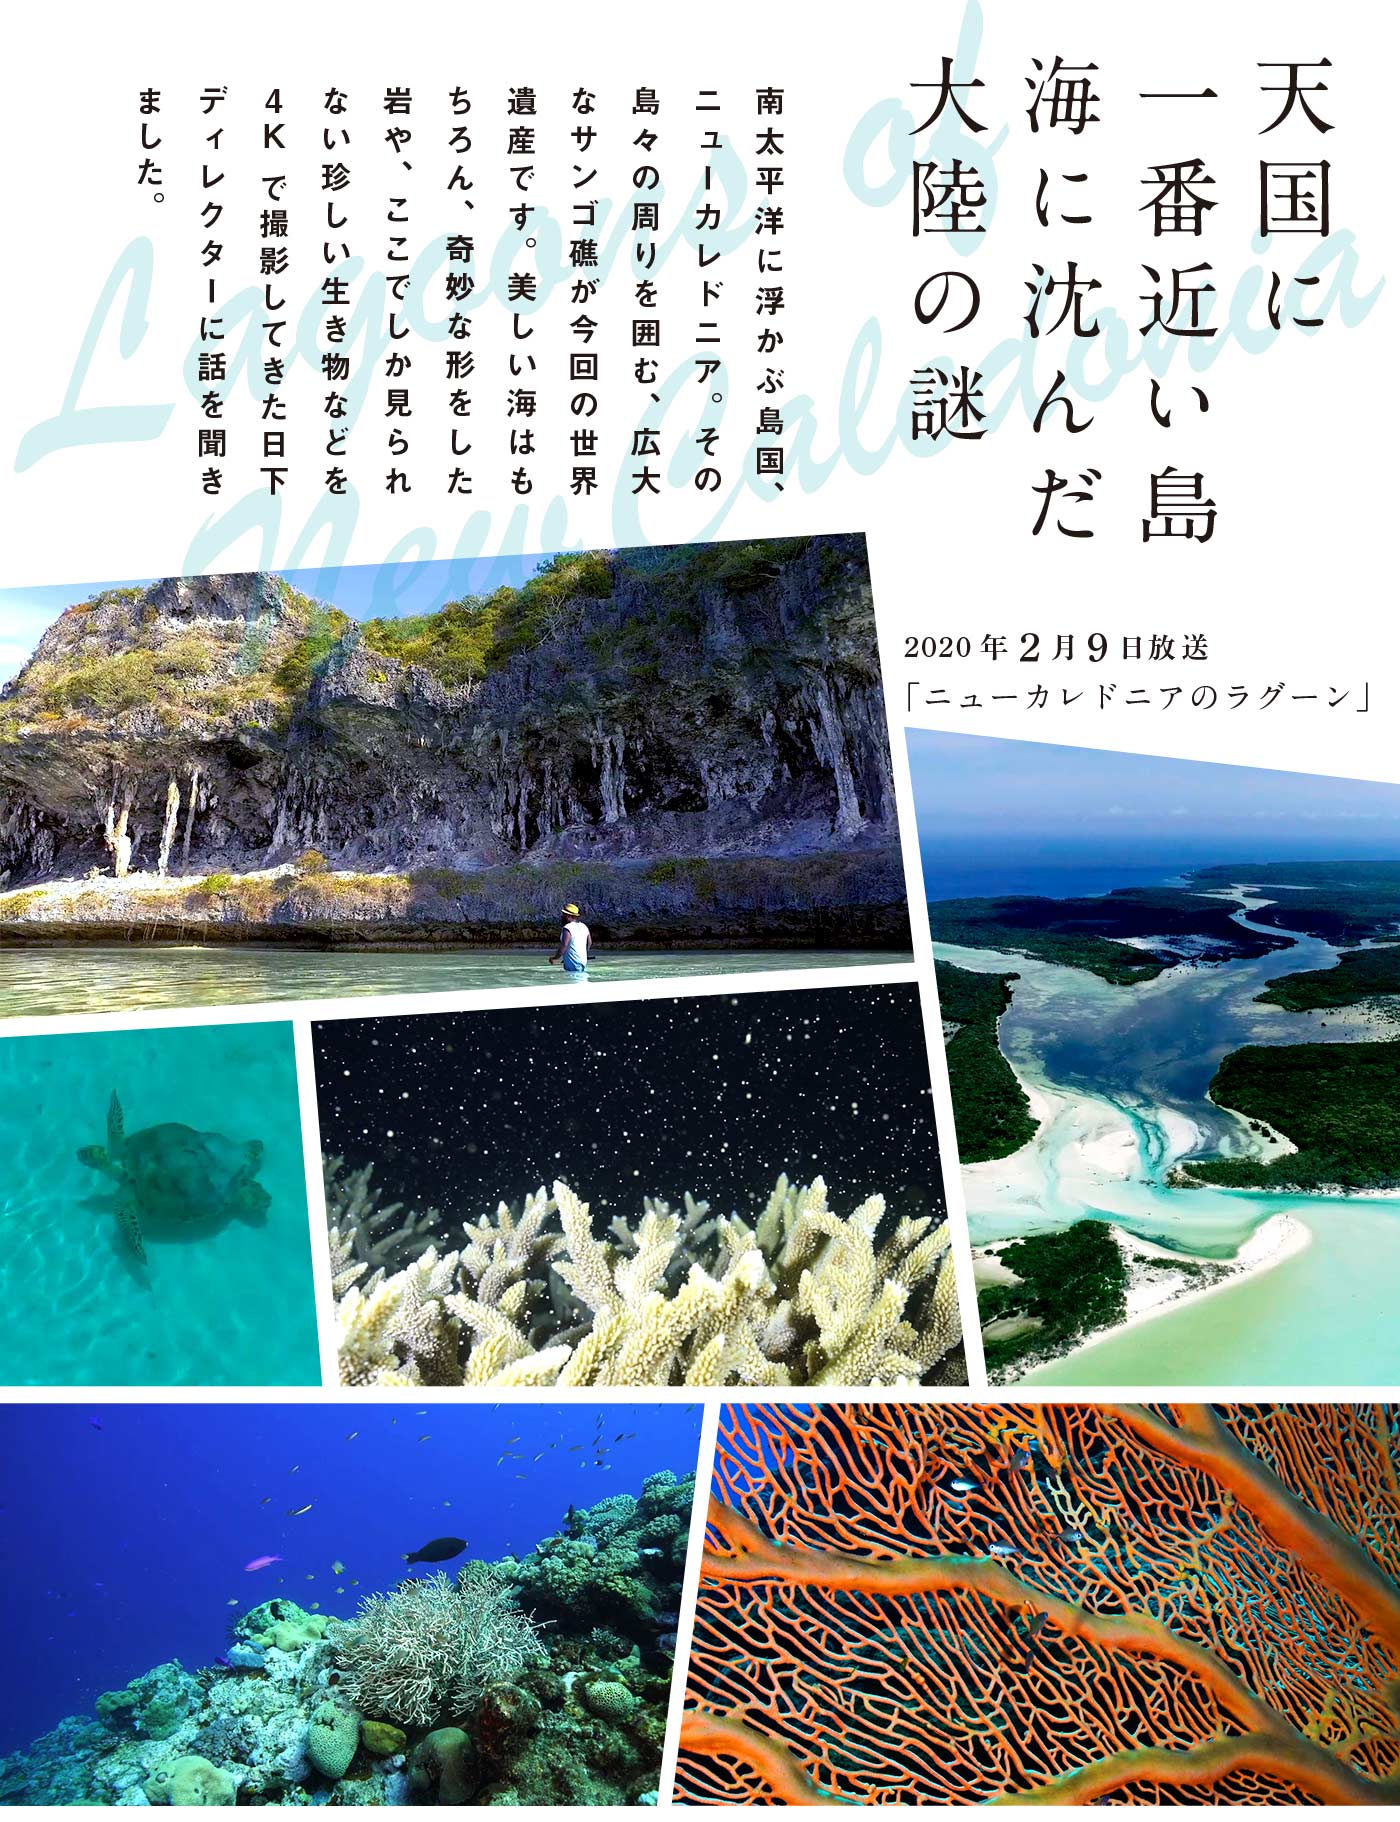 天国に
一番近い島
海に沈んだ
大陸の謎
南太平洋に浮かぶ島国、
ニューカレドニア。その
島々の周りを囲む、広大
なサンゴ礁が今回の世界
遺産です。美しい海はも
ちろん、奇妙な形をした
岩や、ここでしか見られ
ない珍しい生き物などを
4K で撮影してきた日下
ディレクターに話を聞き
ました。
Lagoons of
New Caledonia
2020年2月9日放送
「ニューカレドニアのラグーン」